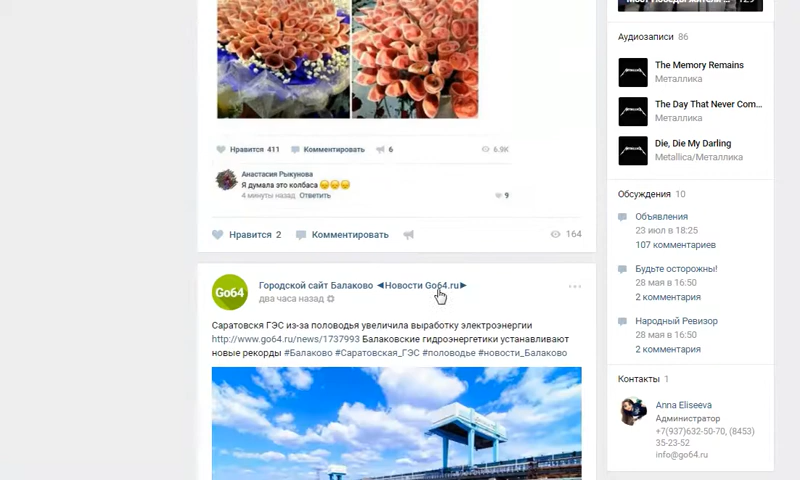 Нравится 411 Комментировать 6 6.9K
Анастасия Рыкунова
Я думала это колбаса
4 минуты назад Ответить 9
Нравится 2 Комментировать 164
Go64
Городской сайт Балаково ◄Новости Go64.ru►
два часа назад
Саратовскя ГЭС из-за половодья увеличила выработку электроэнергии
http://www.go64.ru/news/1737993 Балаковские гидроэнергетики устанавливают
новые рекорды #Балаково #Саратовская_ГЭС #половодье #новости_Балаково
Аудиозаписи 86
The Memory Remains
Металлика
The Day That Never Com...
Металлика
Die, Die My Darling
Metallica/Металлика
Обсуждения 10
Объявления
23 июл в 18:25
107 комментариев
Будьте осторожны!
28 мая в 16:50
2 комментария
Народный Ревизор
28 мая в 16:50
2 комментария
Контакты 1
Anna Eliseeva
Администратор
+7(937)632-50-70, (8453)
35-23-52
info@go64.ru